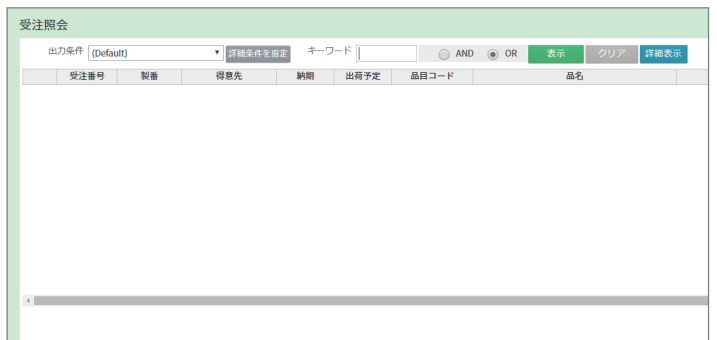 受注照会
出力条件 (Default) 詳細条件を指定 キーワード AND OR 表示 クリア 詳細表示
受注番号 製番 得意先 納期 出荷予定 品目コード 品名